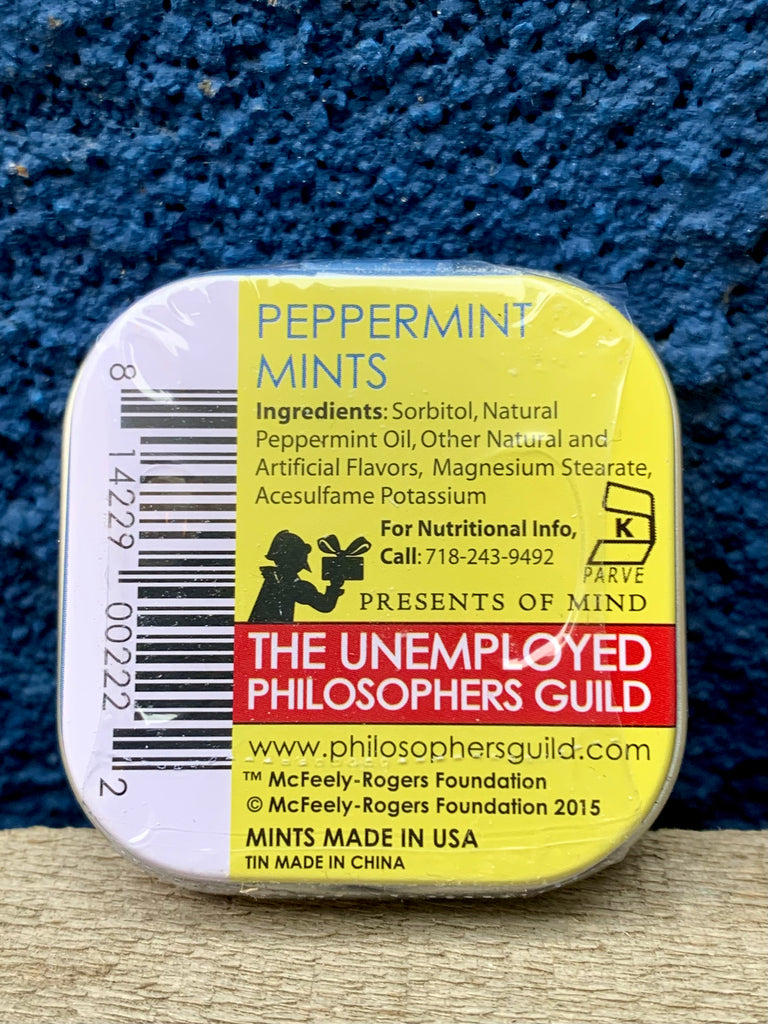 PEPPERMINT
MINTS
Ingredients: Sorbitol, Natural
Peppermint Oil, Other Natural and
Artificial Flavors, Magnesium Stearate,
Acesulfame Potassium
For Nutritional Info,
Call: 718-243-9492
K
PARVE
PRESENTS OF MIND
THE UNEMPLOYED
PHILOSOPHERS GUILD
www.philosophersguild.com
™ McFeely-Rogers Foundation
© McFeely-Rogers Foundation 2015
MINTS MADE IN USA
TIN MADE IN CHINA
8 14229 00222 2